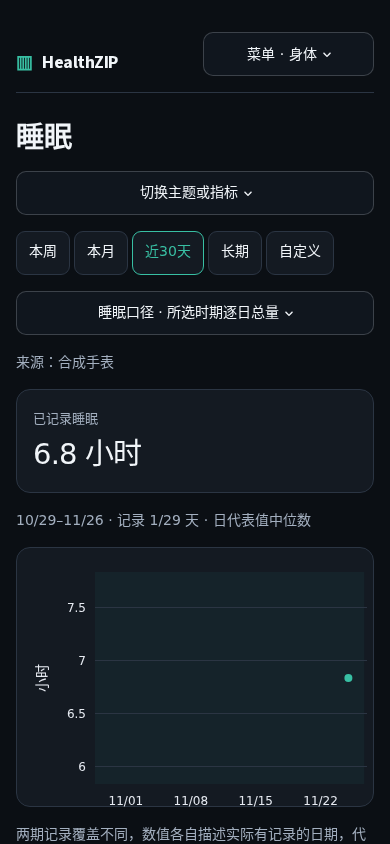 HealthZIP
菜单 · 身体
睡眠
切换主题或指标
本周 本月 近30天 长期 自定义
睡眠口径 · 所选时期逐日总量
来源：合成手表
已记录睡眠
6.8 小时
10/29–11/26 · 记录 1/29 天 · 日代表值中位数
7.5
7
6.5
6
小时
11/01 11/08 11/15 11/22
两期记录覆盖不同，数值各自描述实际有记录的日期，代